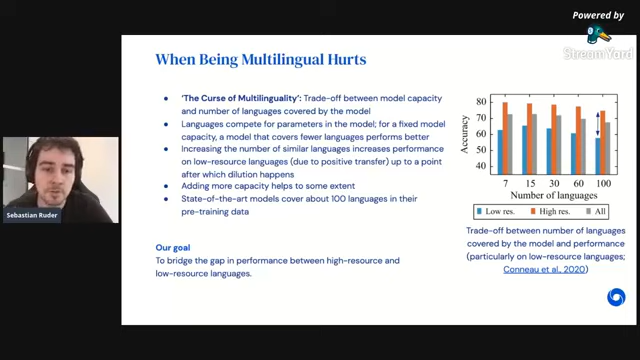 Powered by
StreamYard
When Being Multilingual Hurts
● 'The Curse of Multilinguality': Trade-off between model capacity
and number of languages covered by the model
● Languages compete for parameters in the model; for a fixed model
capacity, a model that covers fewer languages performs better
● Increasing the number of similar languages increases performance
on low-resource languages (due to positive transfer) up to a point
after which dilution happens
● Adding more capacity helps to some extent
● State-of-the-art models cover about 100 languages in their
pre-training data
Our goal
To bridge the gap in performance between high-resource and
low-resource languages.
Accuracy
80
70
60
50
40
7 15 30 60 100
Number of languages
Low res. High res. All
Trade-off between number of languages
covered by the model and performance
(particularly on low-resource languages;
Conneau et al., 2020)
Sebastian Ruder